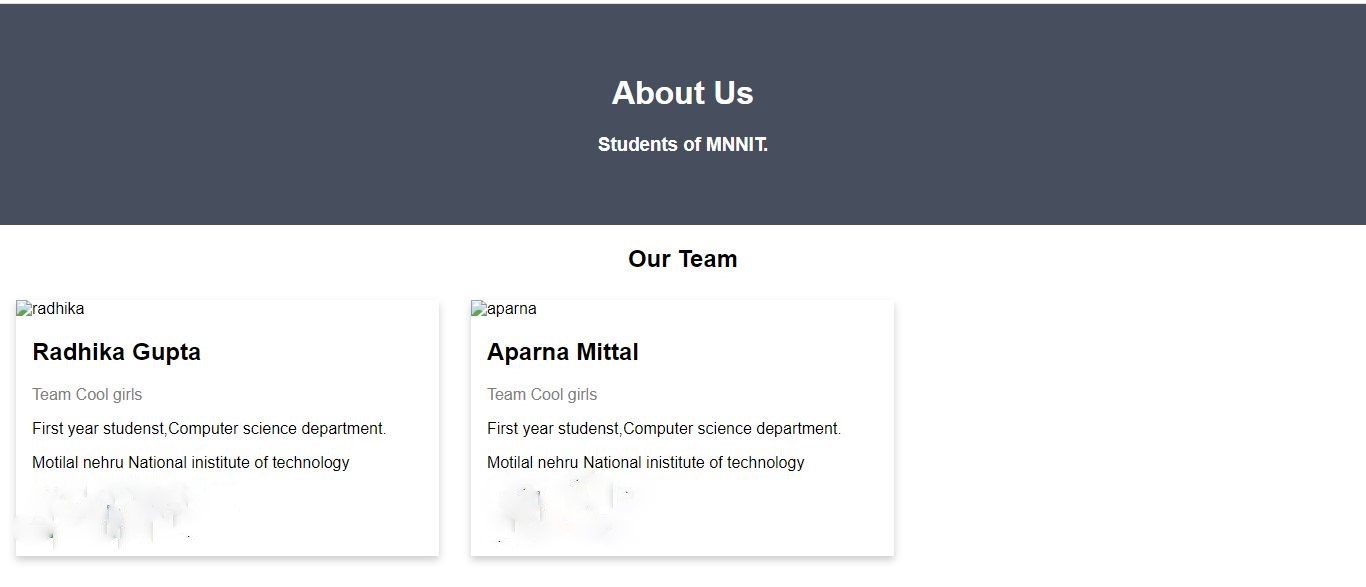 About Us
Students of MNNIT.
Our Team
radhika
Radhika Gupta
Team Cool girls
First year studenst,Computer science department.
Motilal nehru National inistitute of technology
aparna
Aparna Mittal
Team Cool girls
First year studenst,Computer science department.
Motilal nehru National inistitute of technology